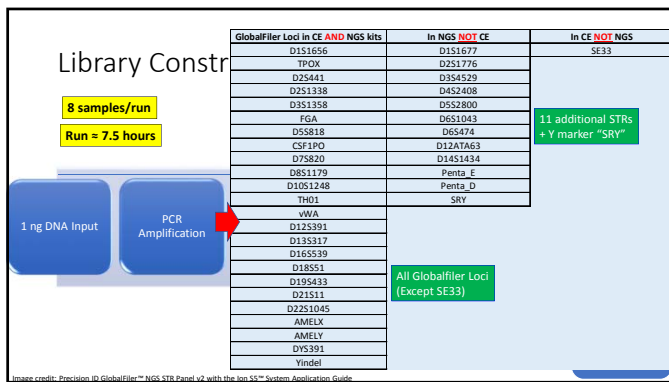 Library Constr
8 samples/run
Run ≈ 7.5 hours
1 ng DNA Input
PCR
Amplification
GlobalFiler Loci in CE AND NGS kits In NGS NOT CE In CE NOT NGS
D1S1656 D1S1677 SE33
TPOX D2S1776
D2S441 D3S4529
D2S1338 D4S2408
D3S1358 D5S2800
FGA D6S1043
D5S818 D6S474
CSF1PO D12ATA63
D7S820 D14S1434
D8S1179 Penta_E
D10S1248 Penta_D
TH01 SRY
vWA
D12S391
D13S317
D16S539
D18S51
D19S433
D21S11
D22S1045
AMELX
AMELY
DYS391
Yindel
11 additional STRs
+ Y marker "SRY"
All Globalfiler Loci
(Except SE33)
Image credit: Precision ID GlobalFiler™ NGS STR Panel v2 with the Ion S5™ System Application Guide